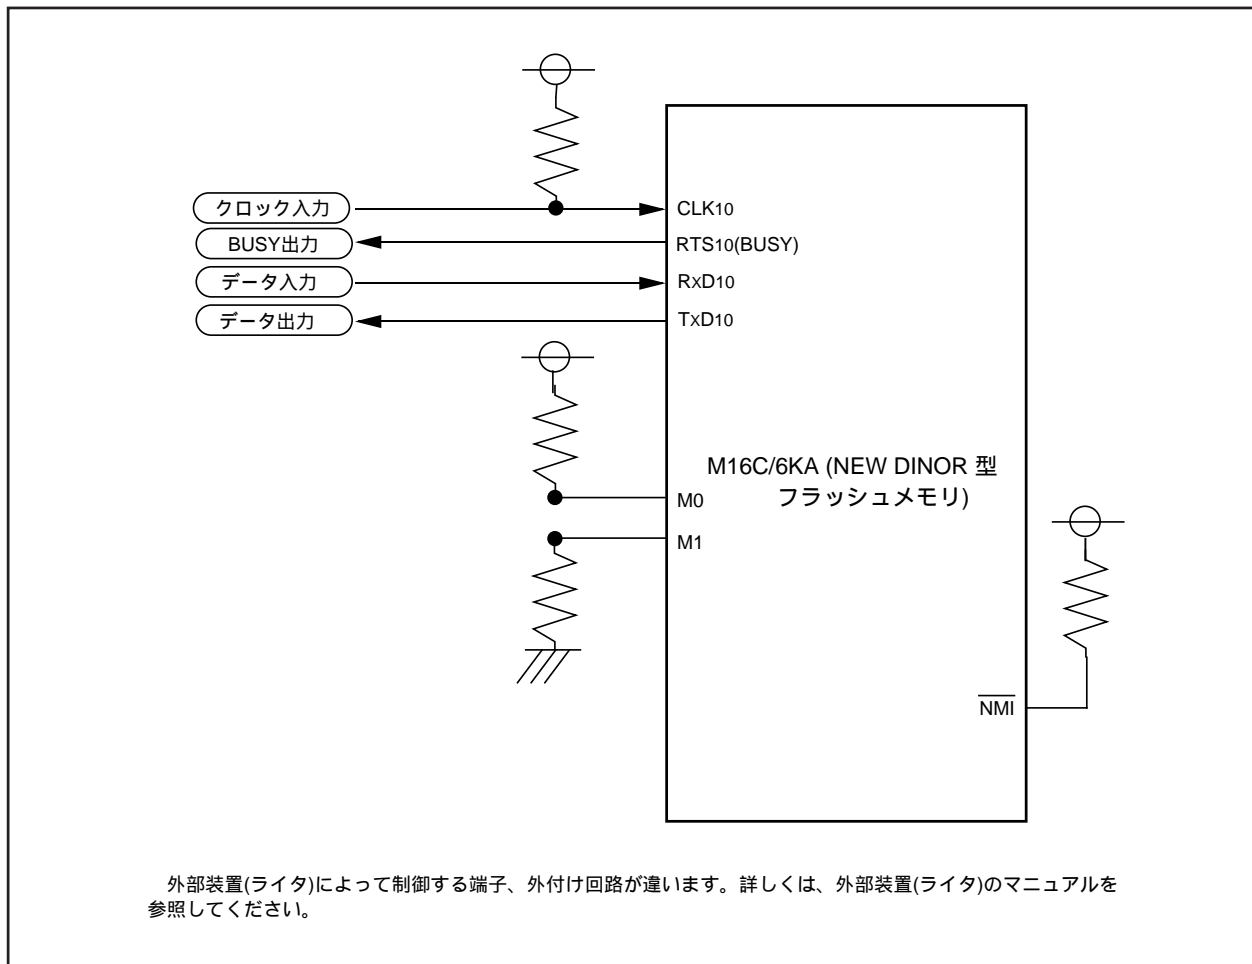 クロック入力
CLK10
BUSY出力
RTS10(BUSY)
データ入力
RxD10
データ出力
TxD10
M16C/6KA (NEW DINOR 型
フラッシュメモリ)
M0
M1
NMI
外部装置(ライタ)によって制御する端子、外付け回路が違います。詳しくは、外部装置(ライタ)のマニュアルを
参照してください。